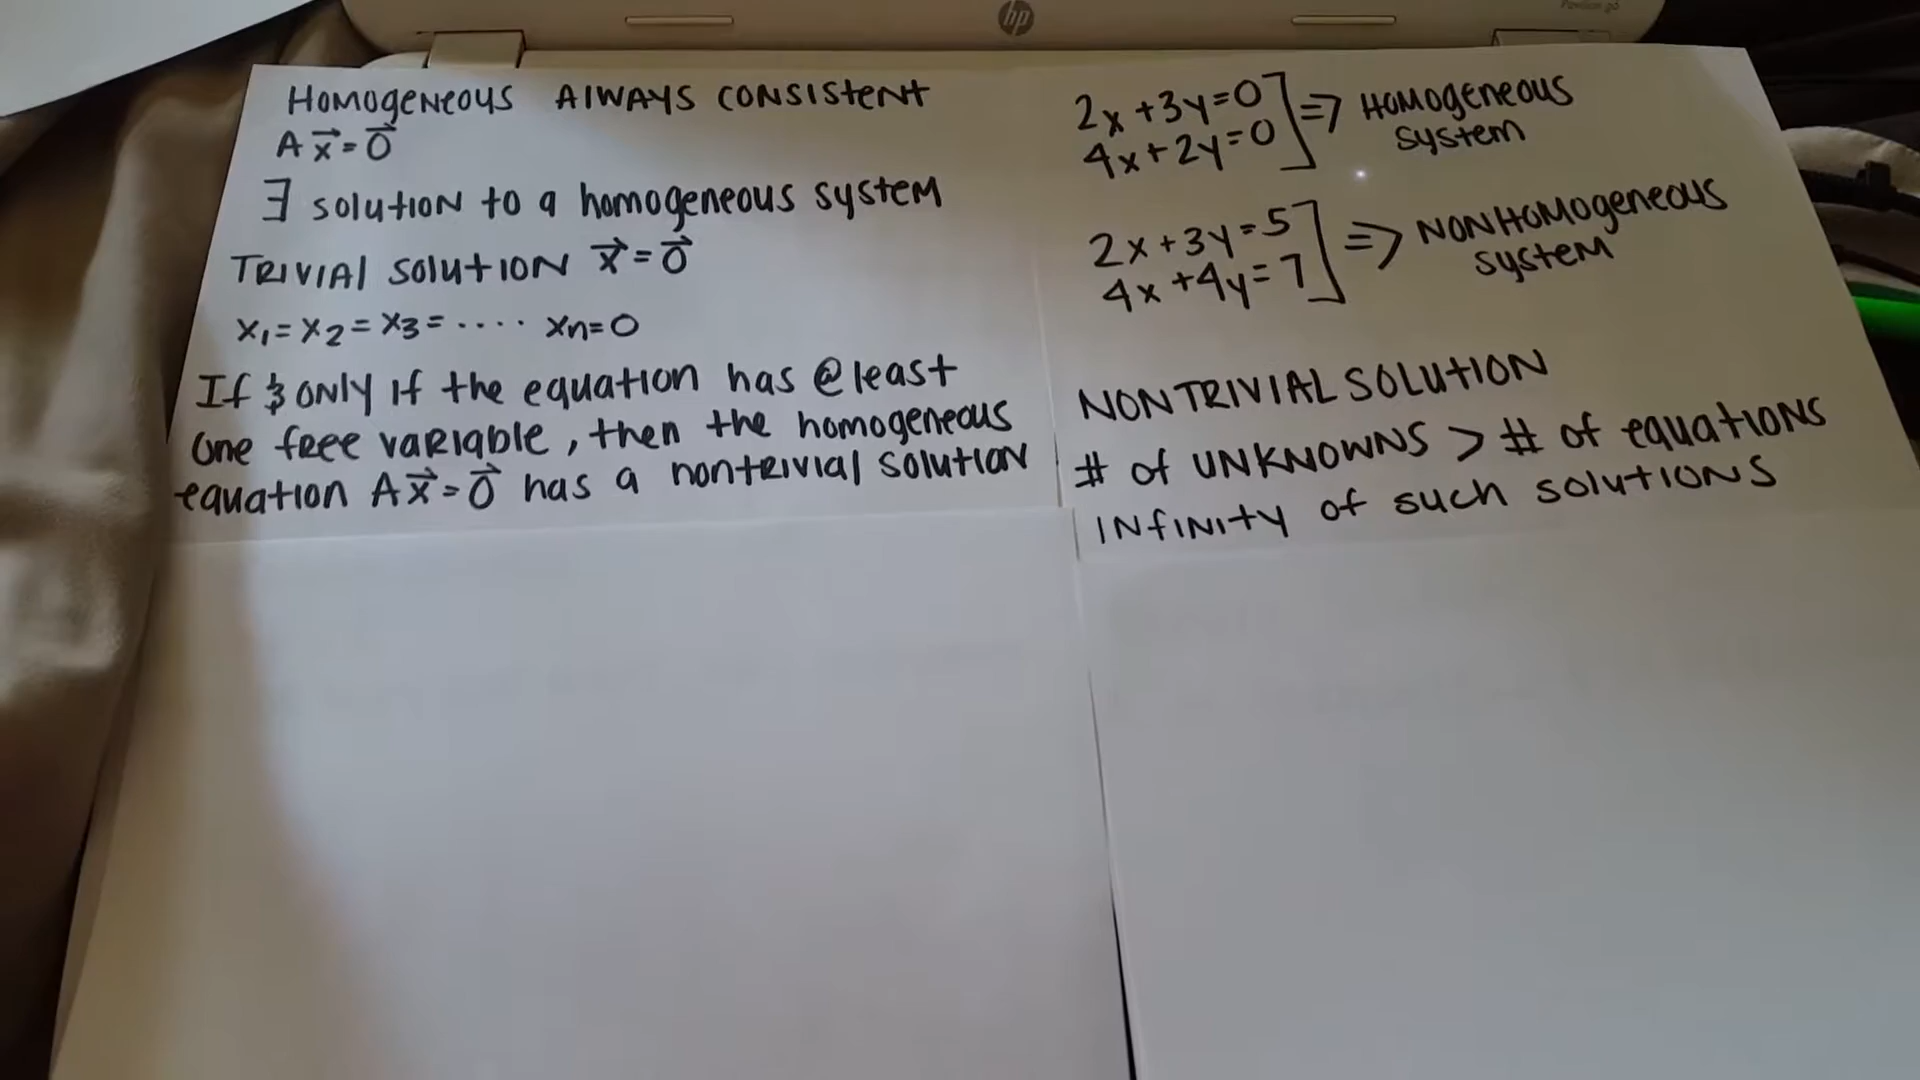 hp
Pavilion g6
Homogeneous Always Consistent
A x⃗ = 0⃗
∃ solution to a homogeneous system
Trivial solution x⃗ = 0⃗
x₁ = x₂ = x₃ = .... xn = 0
If & only if the equation has @least
one free variable, then the homogeneous
equation A x⃗ = 0⃗ has a nontrivial solution
2x + 3y = 0
4x + 2y = 0 ] => Homogeneous
system
2x + 3y = 5
4x + 4y = 7 ] => Nonhomogeneous
system
Nontrivial solution
# of unknowns > # of equations
infinity of such solutions